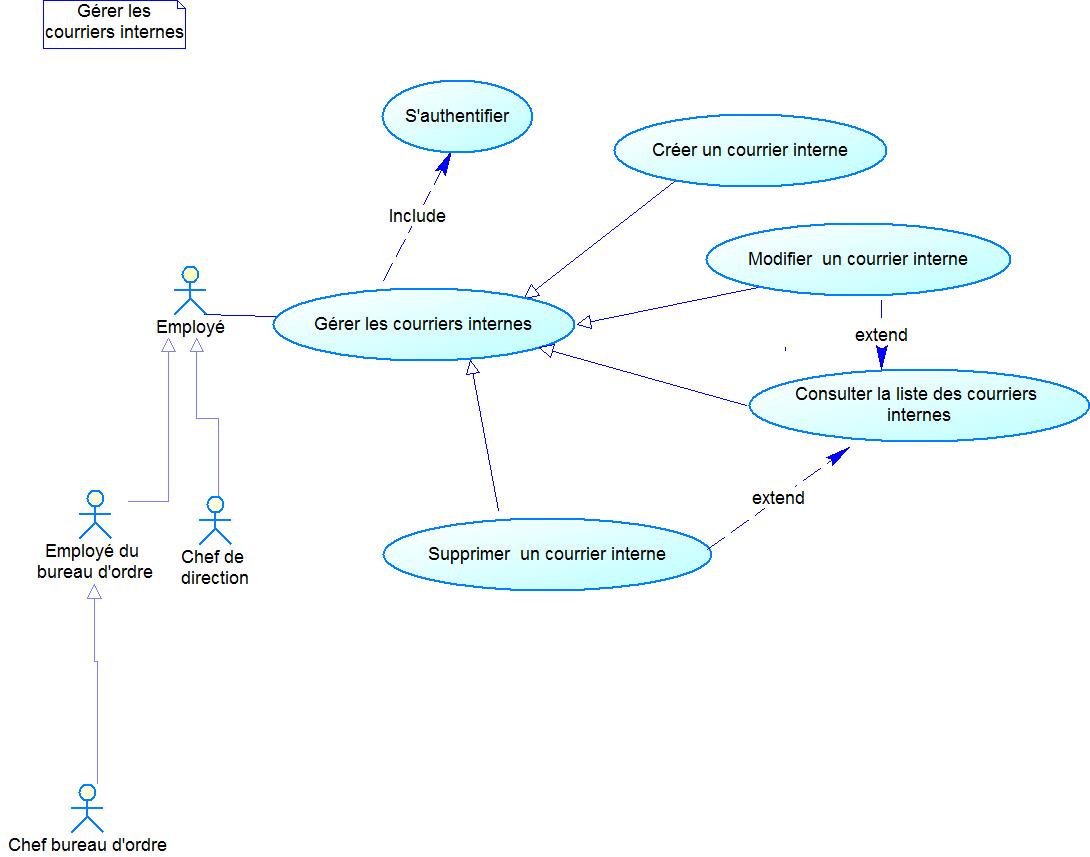 Gérer les
courriers internes
S'authentifier
Créer un courrier interne
Include
Modifier  un courrier interne
Employé
Gérer les courriers internes
extend
Consulter la liste des courriers
internes
extend
Employé du
bureau d'ordre
Chef de
direction
Supprimer  un courrier interne
Chef bureau d'ordre